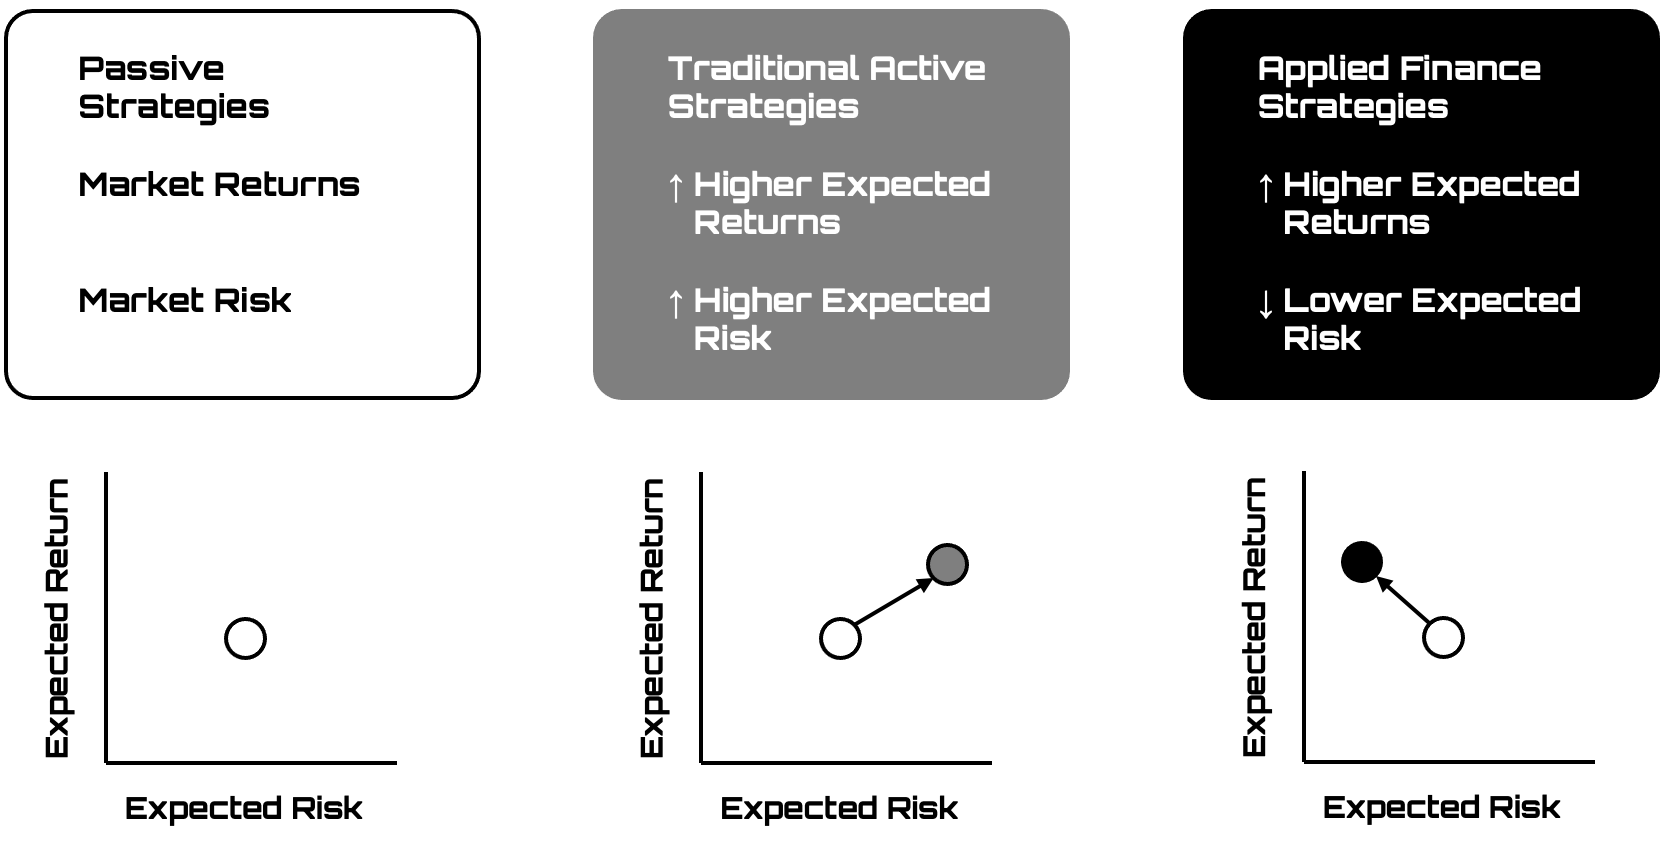 Passive
Strategies
Market Returns
Market Risk
Traditional Active
Strategies
↑ Higher Expected
Returns
↑ Higher Expected
Risk
Applied Finance
Strategies
↑ Higher Expected
Returns
↓ Lower Expected
Risk
Expected Return
Expected Risk
Expected Return
Expected Risk
Expected Return
Expected Risk